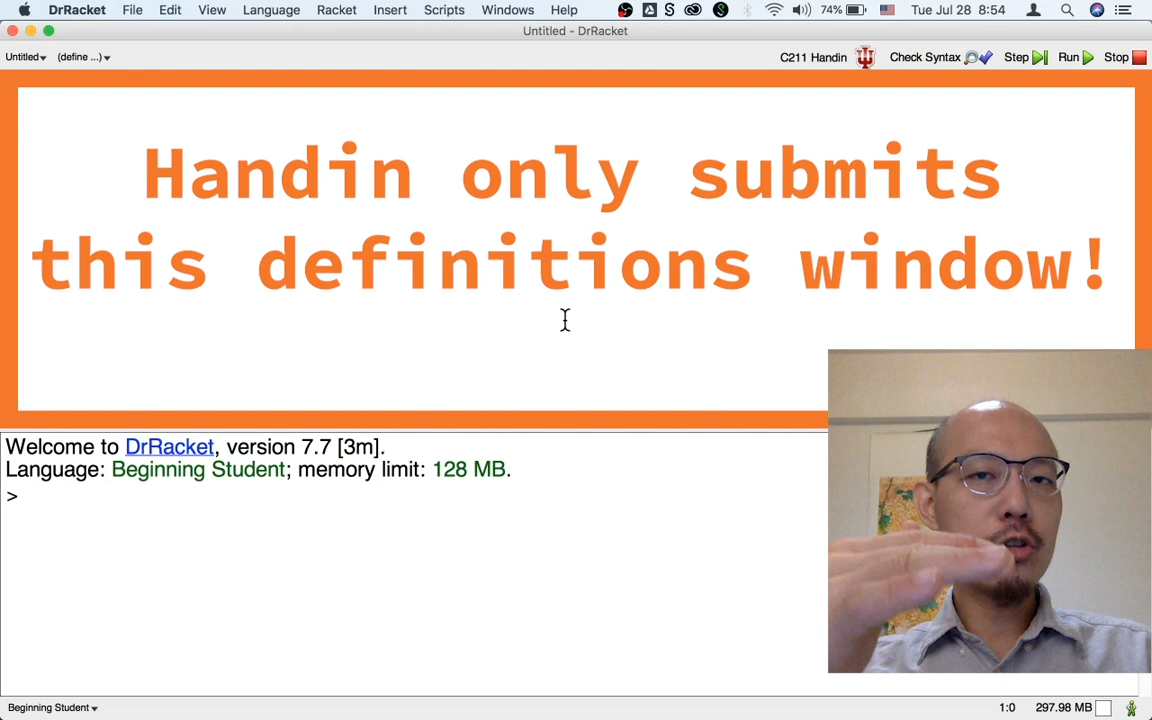 DrRacket File Edit View Language Racket Insert Scripts Windows Help 74% Tue Jul 28 8:54
Untitled - DrRacket
Untitled (define ...) C211 Handin Check Syntax Step Run Stop
Handin only submits
this definitions window!
Welcome to DrRacket, version 7.7 [3m].
Language: Beginning Student; memory limit: 128 MB.
>
Beginning Student 1:0 297.98 MB